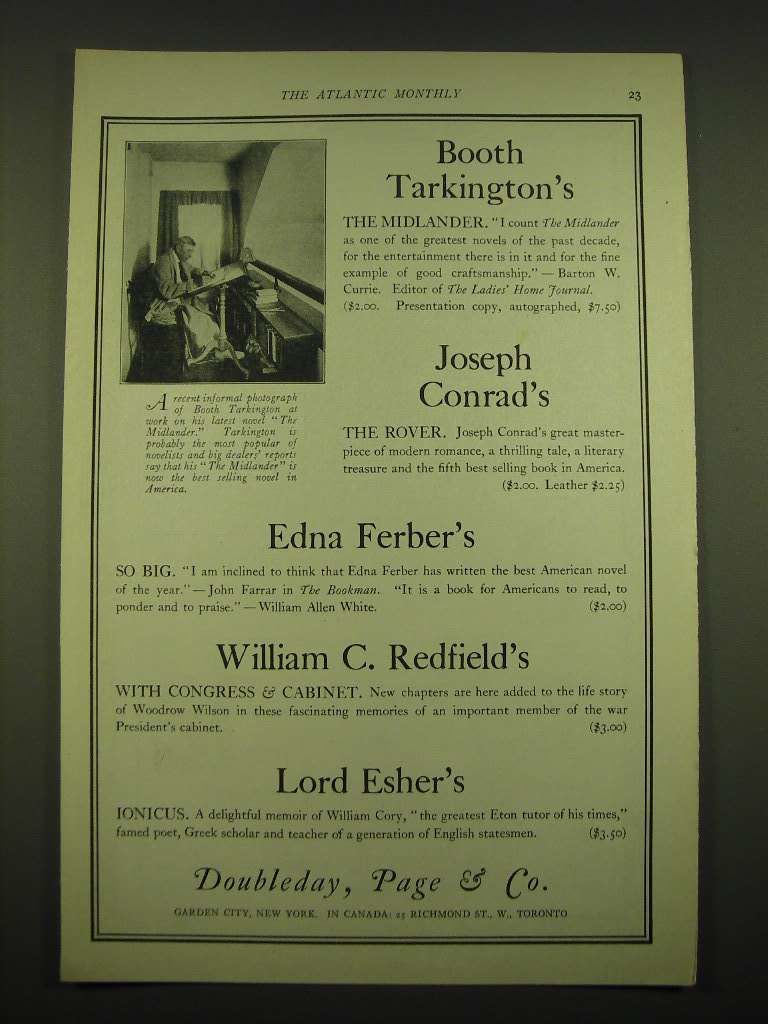 THE ATLANTIC MONTHLY 23
Booth
Tarkington's
THE MIDLANDER. "I count The Midlander
as one of the greatest novels of the past decade,
for the entertainment there is in it and for the fine
example of good craftsmanship."—Barton W.
Currie. Editor of The Ladies' Home Journal.
($2.00. Presentation copy, autographed, $7.50)
A recent informal photograph
of Booth Tarkington at
work on his latest novel "The
Midlander." Tarkington is
probably the most popular of
novelists and big dealers' reports
say that his "The Midlander" is
now the best selling novel in
America.
Joseph
Conrad's
THE ROVER. Joseph Conrad's great master-
piece of modern romance, a thrilling tale, a literary
treasure and the fifth best selling book in America.
($2.00. Leather $2.25)
Edna Ferber's
SO BIG. "I am inclined to think that Edna Ferber has written the best American novel
of the year."—John Farrar in The Bookman. "It is a book for Americans to read, to
ponder and to praise."—William Allen White. ($2.00)
William C. Redfield's
WITH CONGRESS & CABINET. New chapters are here added to the life story
of Woodrow Wilson in these fascinating memories of an important member of the war
President's cabinet. ($3.00)
Lord Esher's
IONICUS. A delightful memoir of William Cory, "the greatest Eton tutor of his times,"
famed poet, Greek scholar and teacher of a generation of English statesmen. ($3.50)
Doubleday, Page & Co.
GARDEN CITY, NEW YORK. IN CANADA: 25 RICHMOND ST., W., TORONTO